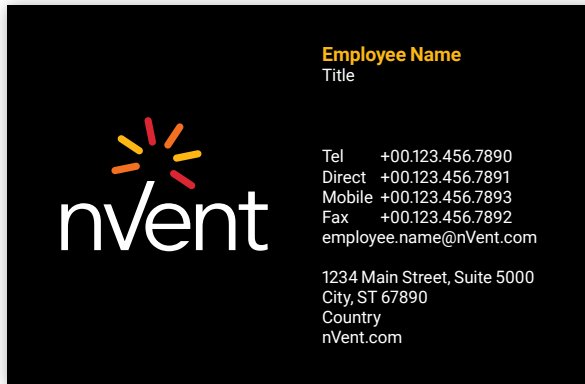 nVent
Employee Name
Title
Tel +00.123.456.7890
Direct +00.123.456.7891
Mobile +00.123.456.7893
Fax +00.123.456.7892
employee.name@nVent.com
1234 Main Street, Suite 5000
City, ST 67890
Country
nVent.com